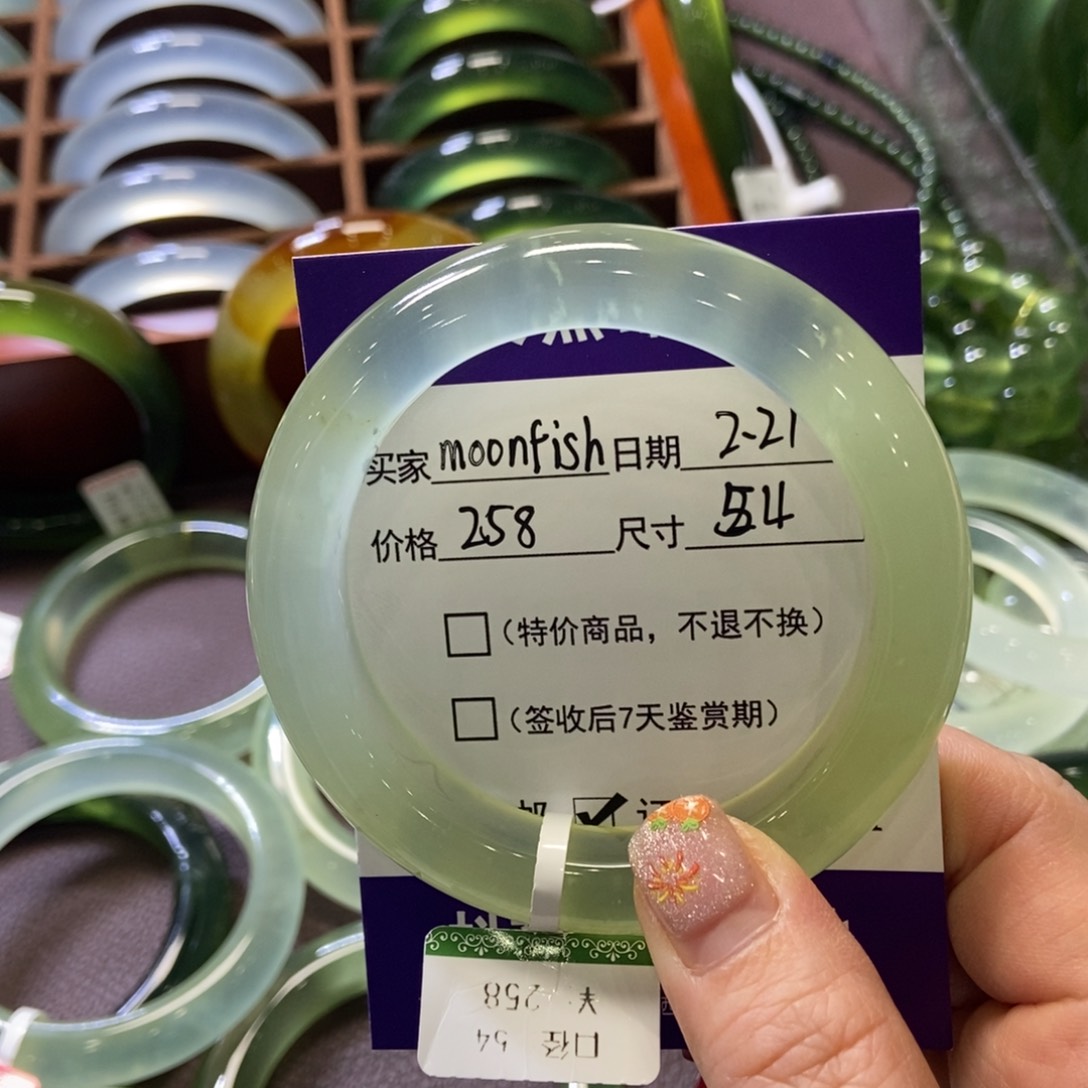 买家 moonfish 日期 2-21
价格 258 尺寸 54
□（特价商品，不退不换）
□（签收后7天鉴赏期）
☑
¥:258
口径 54